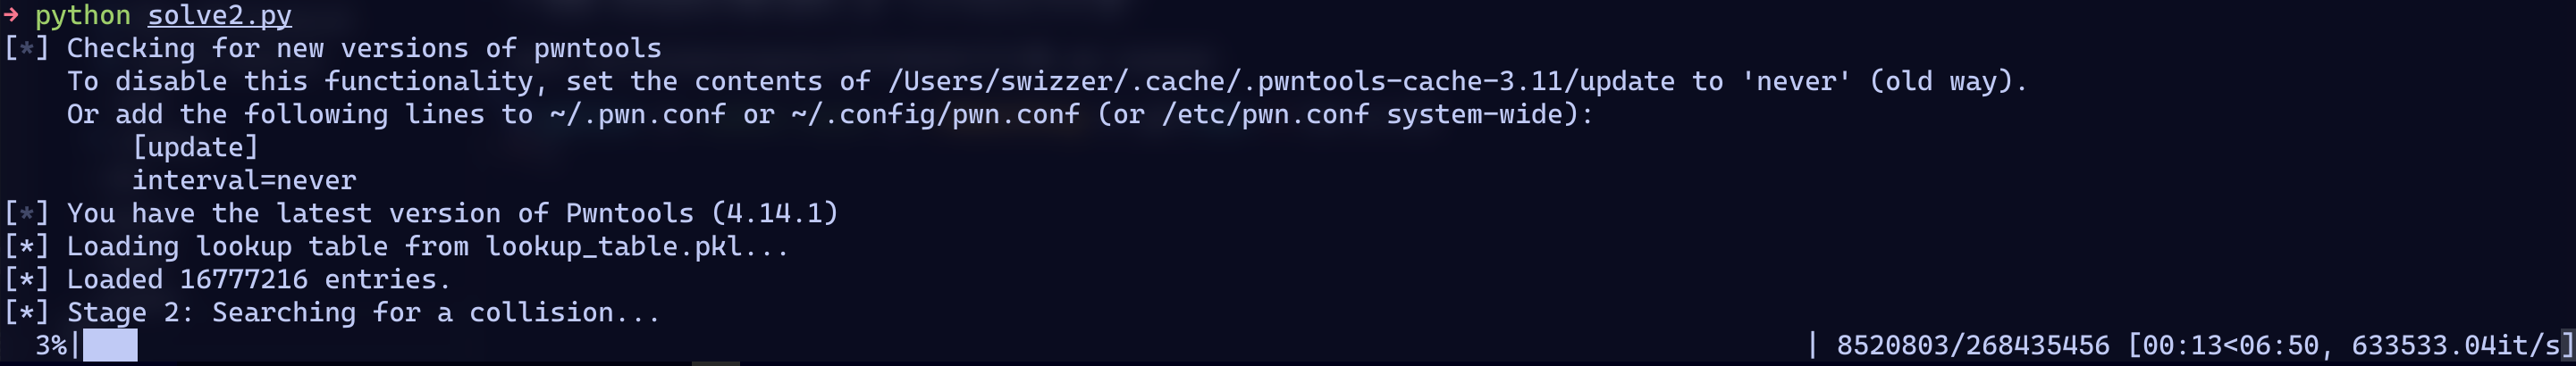 → python solve2.py
[*] Checking for new versions of pwntools
    To disable this functionality, set the contents of /Users/swizzer/.cache/.pwntools-cache-3.11/update to 'never' (old way).
    Or add the following lines to ~/.pwn.conf or ~/.config/pwn.conf (or /etc/pwn.conf system-wide):
        [update]
        interval=never
[*] You have the latest version of Pwntools (4.14.1)
[*] Loading lookup table from lookup_table.pkl...
[*] Loaded 16777216 entries.
[*] Stage 2: Searching for a collision...
  3%|███ | 8520803/268435456 [00:13<06:50, 633533.04it/s]